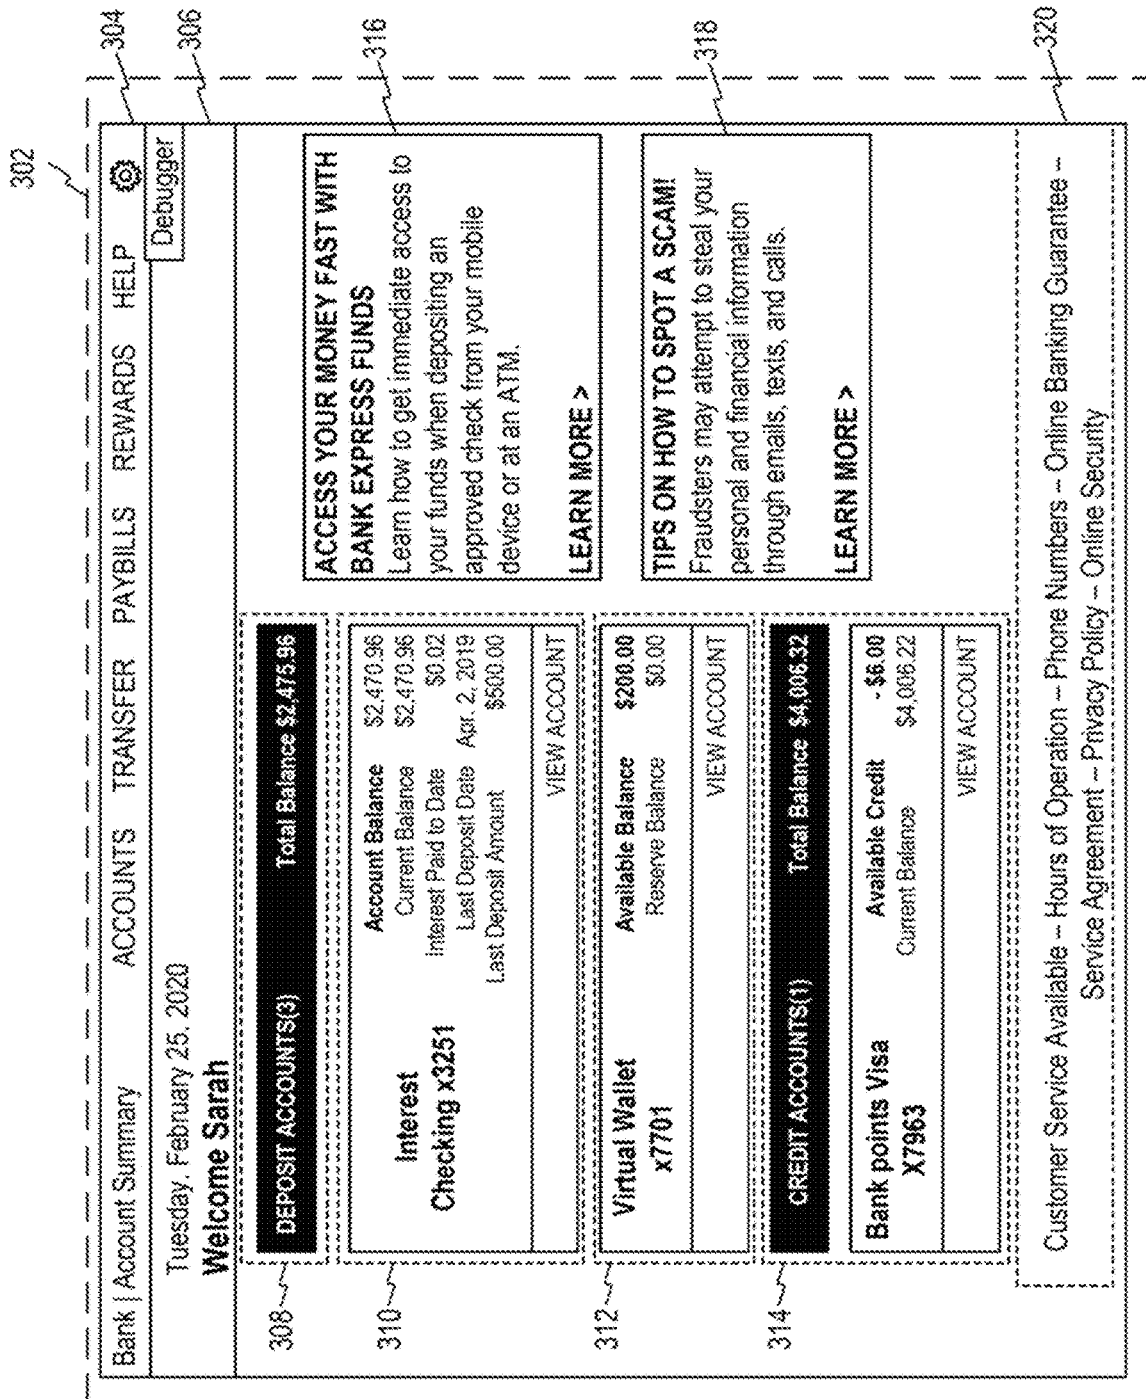 302
304
Bank | Account Summary ACCOUNTS TRANSFER PAYBILLS REWARDS HELP
Debugger
306
Tuesday, February 25, 2020
Welcome Sarah
308
DEPOSIT ACCOUNTS(3) Total Balance $2,475.96
310
Interest
Checking x3251
Account Balance $2,470.96
Current Balance $2,470.96
Interest Paid to Date $0.02
Last Deposit Date Apr. 2, 2019
Last Deposit Amount $500.00
VIEW ACCOUNT
312
Virtual Wallet
x7701
Available Balance $200.00
Reserve Balance $0.00
VIEW ACCOUNT
314
CREDIT ACCOUNTS(1) Total Balance $4,006.32
Bank points Visa
X7963
Available Credit - $6.00
Current Balance $4,006.22
VIEW ACCOUNT
316
ACCESS YOUR MONEY FAST WITH
BANK EXPRESS FUNDS
Learn how to get immediate access to
your funds when depositing an
approved check from your mobile
device or at an ATM.
LEARN MORE >
318
TIPS ON HOW TO SPOT A SCAM!
Fraudsters may attempt to steal your
personal and financial information
through emails, texts, and calls.
LEARN MORE >
320
Customer Service Available – Hours of Operation – Phone Numbers – Online Banking Guarantee –
Service Agreement – Privacy Policy – Online Security